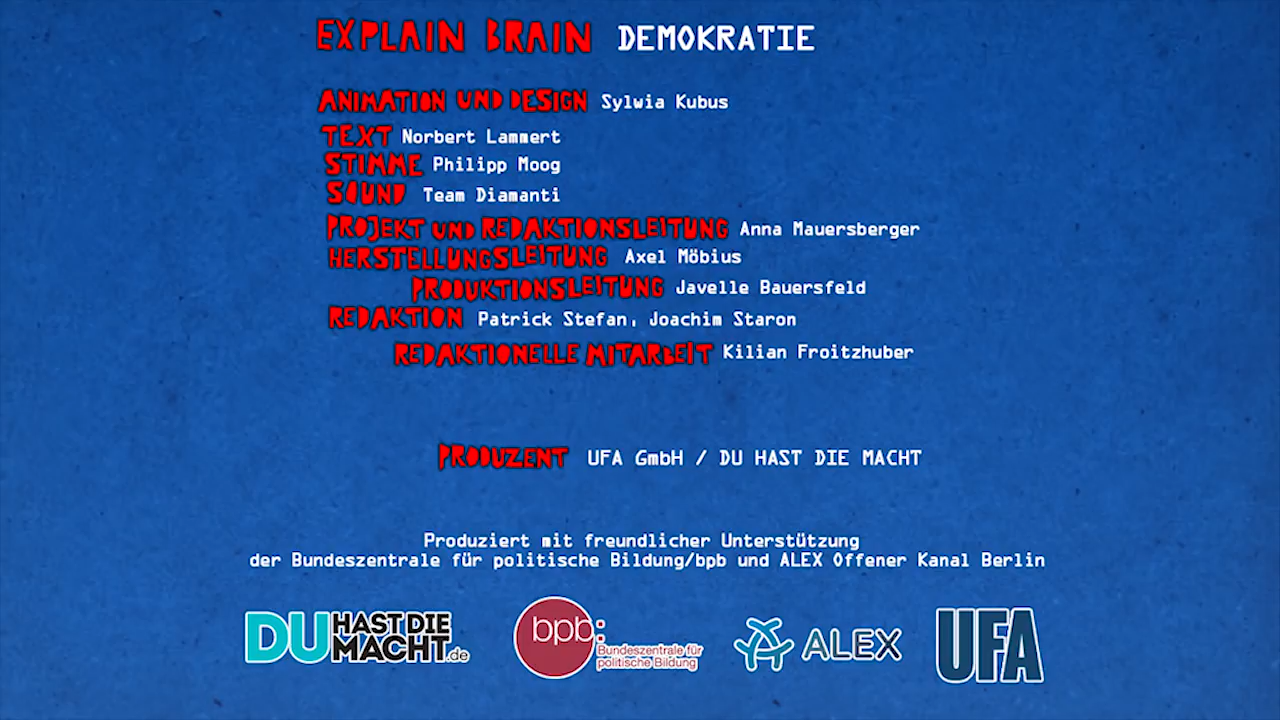 EXPLAIN BRAIN DEMOKRATIE
ANIMATION UND DESIGN Sylwia Kubus
TEXT Norbert Lammert
STIMME Philipp Moog
SOUND Team Diamanti
PROJEKT UND REDAKTIONSLEITUNG Anna Mauersberger
HERSTELLUNGSLEITUNG Axel Möbius
PRODUKTIONSLEITUNG Javelle Bauersfeld
REDAKTION Patrick Stefan, Joachim Staron
REDAKTIONELLE MITARBEIT Kilian Froitzhuber
PRODUZENT UFA GmbH / DU HAST DIE MACHT
Produziert mit freundlicher Unterstützung
der Bundeszentrale für politische Bildung/bpb und ALEX Offener Kanal Berlin
DU HAST DIE MACHT.de
bpb: Bundeszentrale für politische Bildung
ALEX
UFA